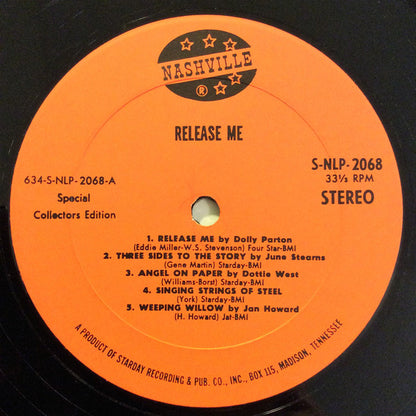 NASHVILLE
®
RELEASE ME
634-S-NLP-2068-A
Special
Collectors Edition
S-NLP-2068
33⅓ RPM
STEREO
1. RELEASE ME by Dolly Parton
(Eddie Miller-W.S. Stevenson) Four Star-BMI
2. THREE SIDES TO THE STORY by June Stearns
(Gene Martin) Starday-BMI
3. ANGEL ON PAPER by Dottie West
(Williams-Borst) Starday-BMI
4. SINGING STRINGS OF STEEL
(York) Starday-BMI
5. WEEPING WILLOW by Jan Howard
(H. Howard) Jat-BMI
A PRODUCT OF STARDAY RECORDING & PUB. CO., INC., BOX 115, MADISON, TENNESSEE